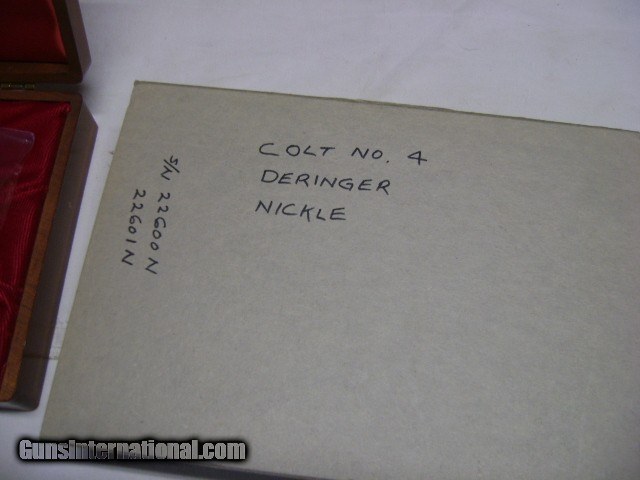 COLT NO. 4
DERINGER
NICKLE
S/N 22600N
22601N
GunsInternational.com